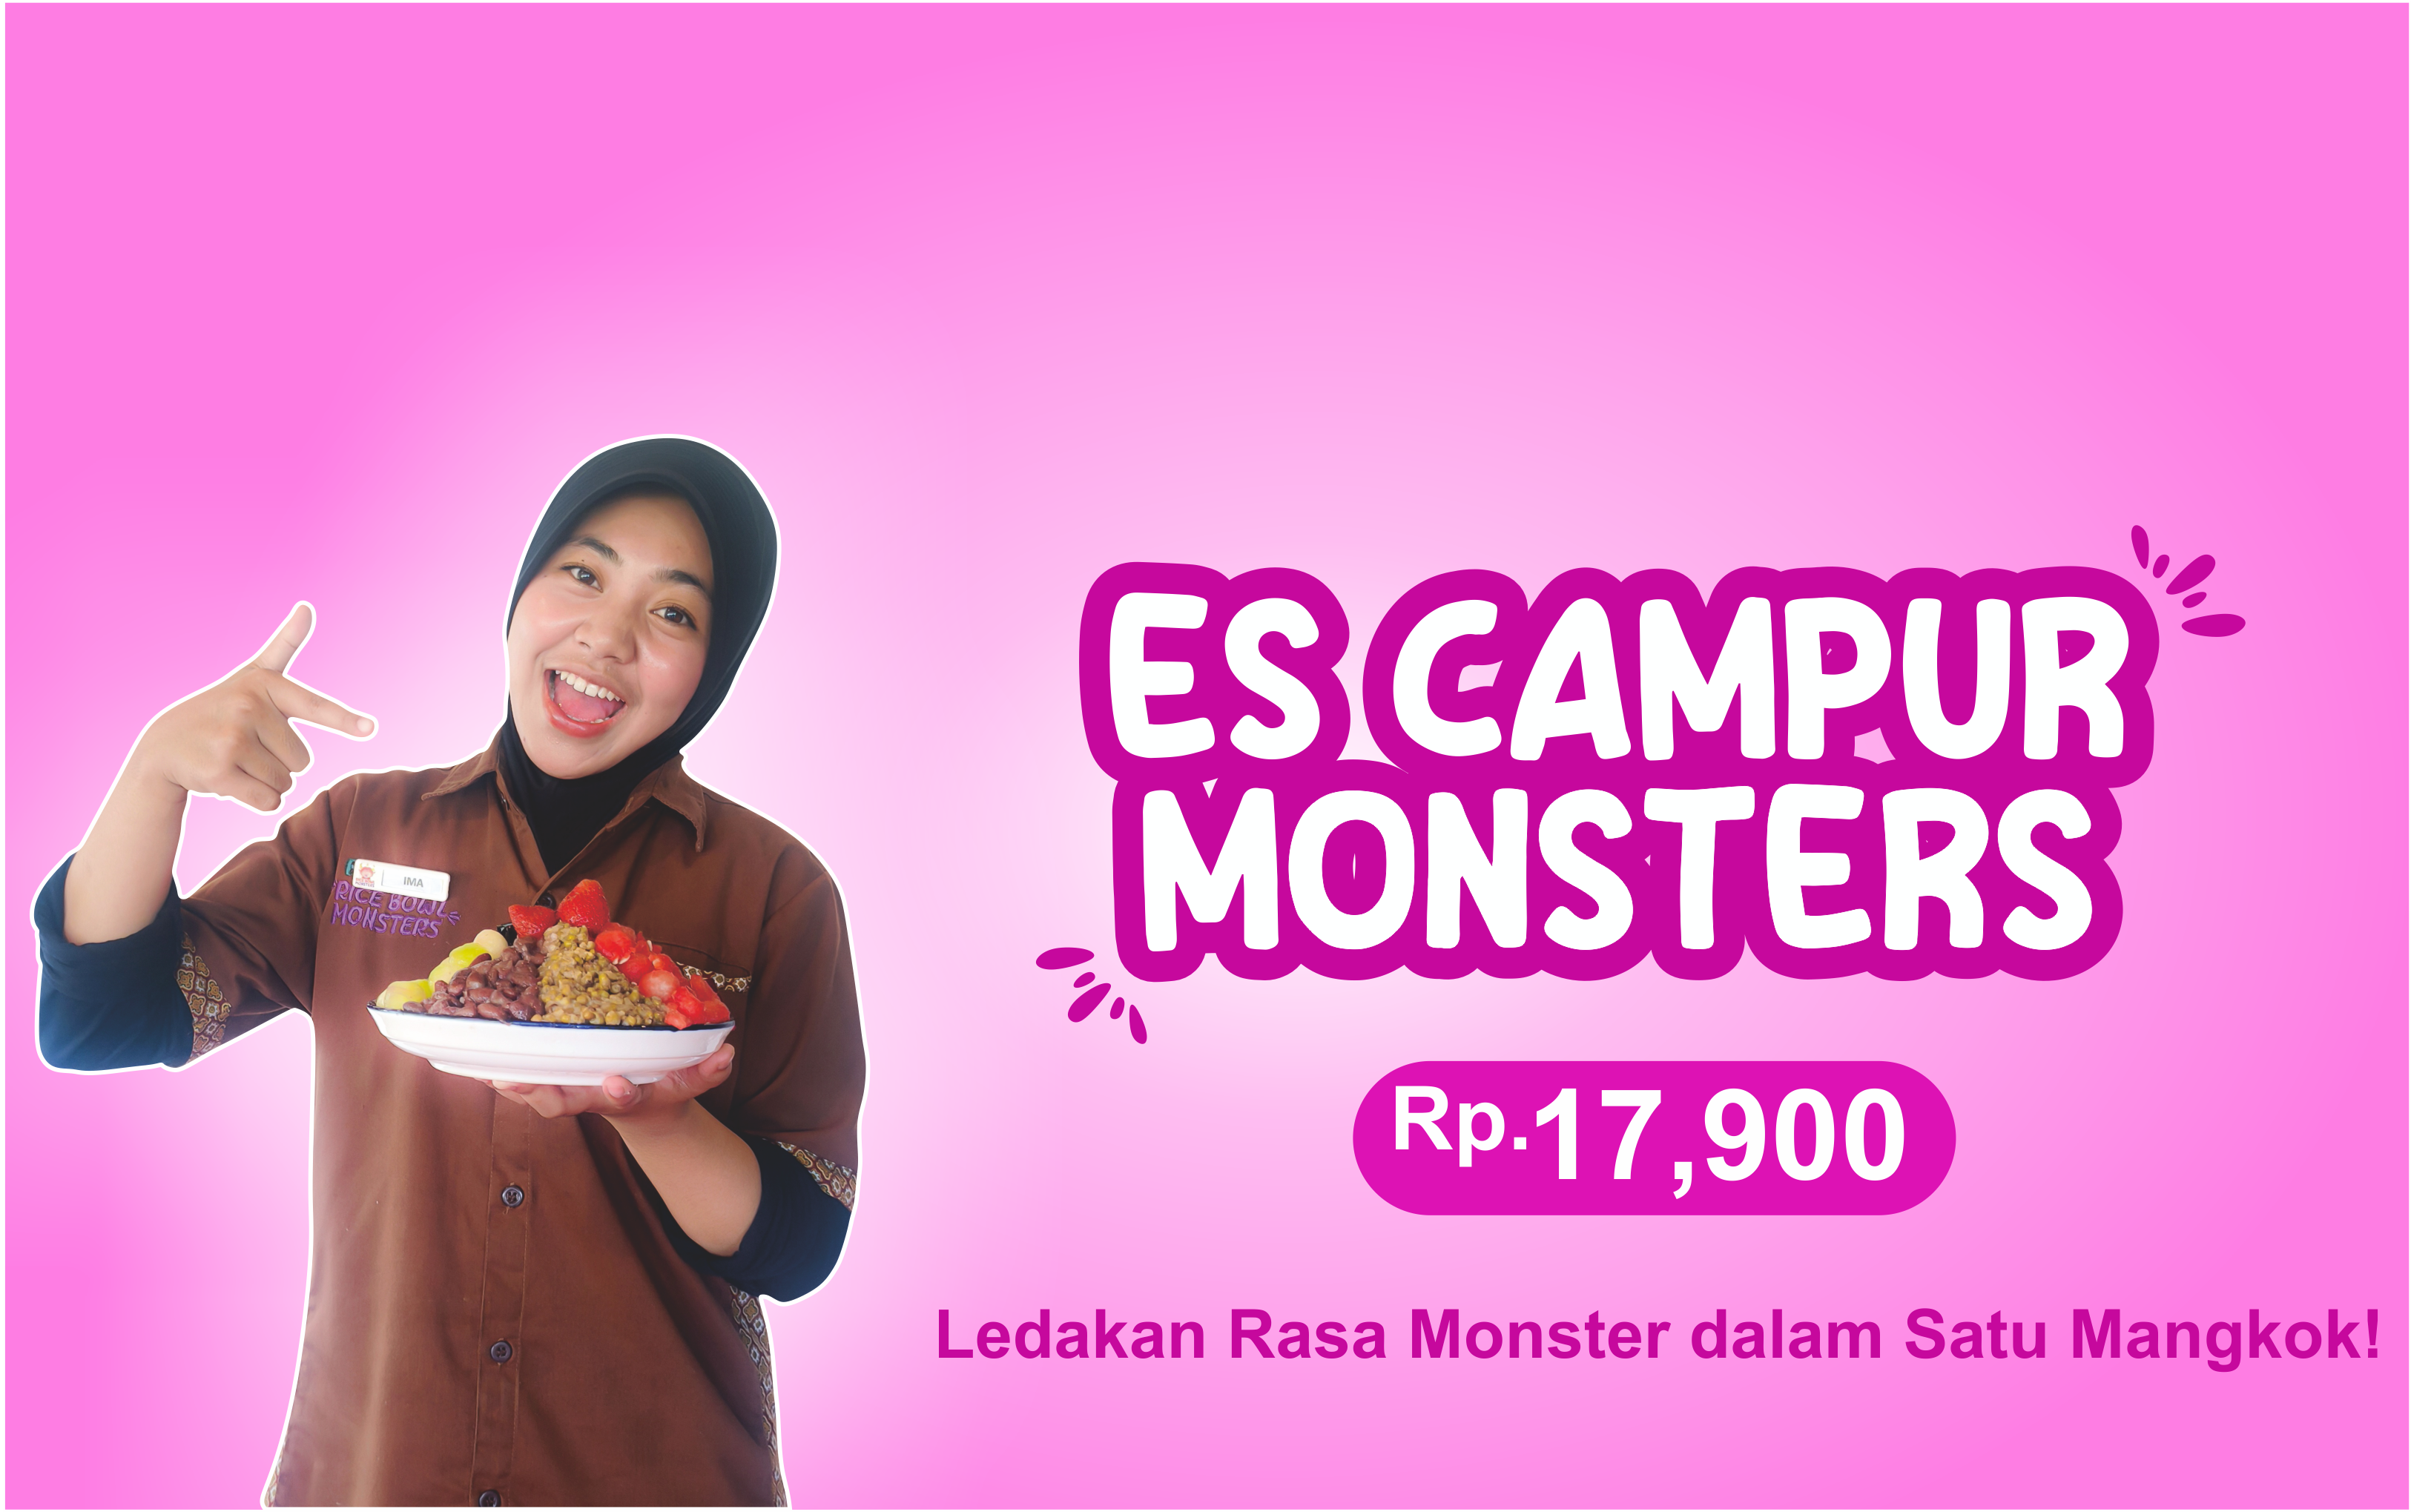 ES CAMPUR
MONSTERS
IMA
RICE BOWL
MONSTERS
Rp.17,900
Ledakan Rasa Monster dalam Satu Mangkok!